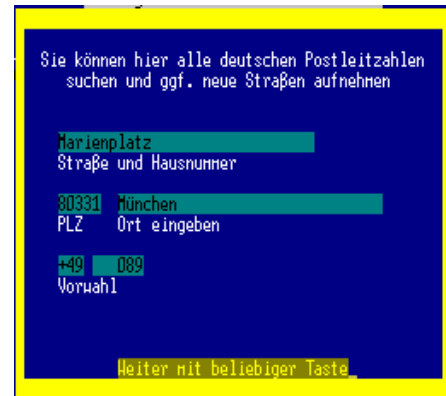 Sie können hier alle deutschen Postleitzahlen
suchen und ggf. neue Straßen aufnehmen
Marienplatz
Straße und Hausnummer
80331 München
PLZ Ort eingeben
+49 089
Vorwahl
Weiter mit beliebiger Taste_